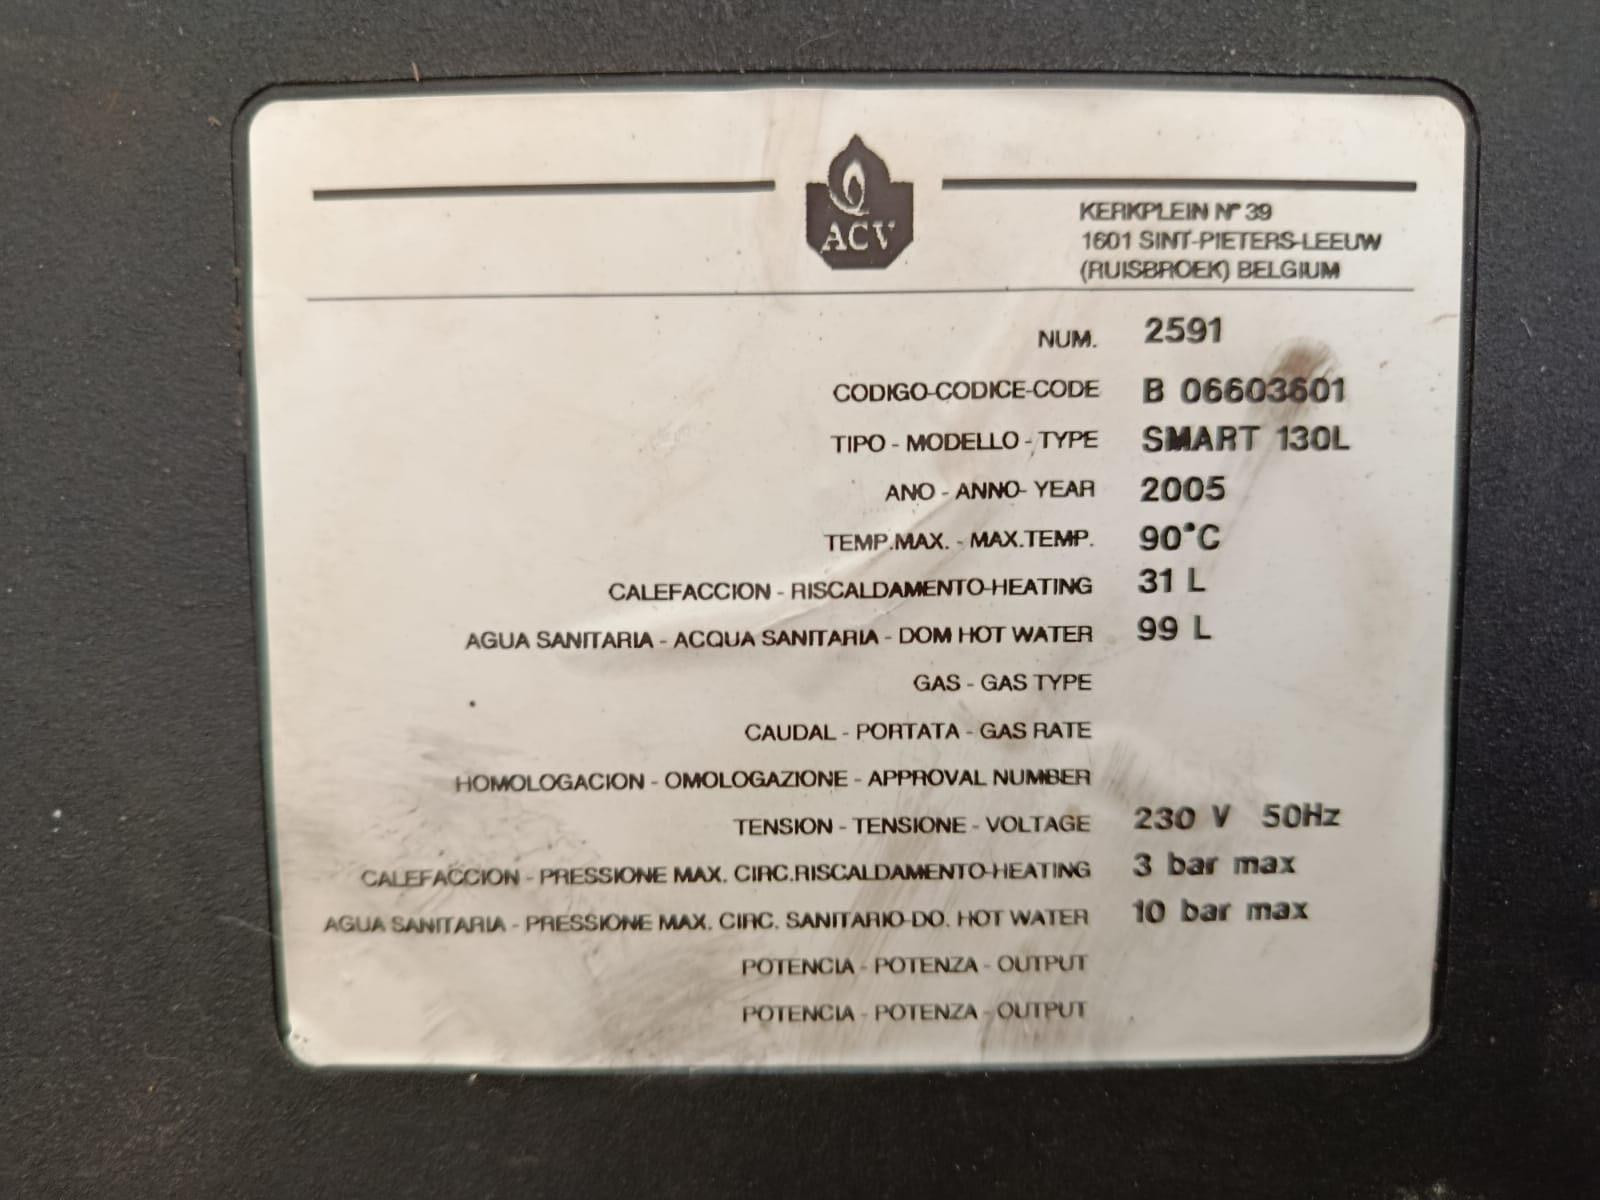 ACV
KERKPLEIN N° 39
1601 SINT-PIETERS-LEEUW
(RUISBROEK) BELGIUM
NUM. 2591
CODIGO-CODICE-CODE B 06603601
TIPO - MODELLO - TYPE SMART 130L
ANO - ANNO- YEAR 2005
TEMP.MAX. - MAX.TEMP. 90°C
CALEFACCION - RISCALDAMENTO-HEATING 31 L
AGUA SANITARIA - ACQUA SANITARIA - DOM HOT WATER 99 L
GAS - GAS TYPE
CAUDAL - PORTATA - GAS RATE
HOMOLOGACION - OMOLOGAZIONE - APPROVAL NUMBER
TENSION - TENSIONE - VOLTAGE 230 V 50Hz
CALEFACCION - PRESSIONE MAX. CIRC.RISCALDAMENTO-HEATING 3 bar max
AGUA SANITARIA - PRESSIONE MAX. CIRC. SANITARIO-DO. HOT WATER 10 bar max
POTENCIA - POTENZA - OUTPUT
POTENCIA - POTENZA - OUTPUT